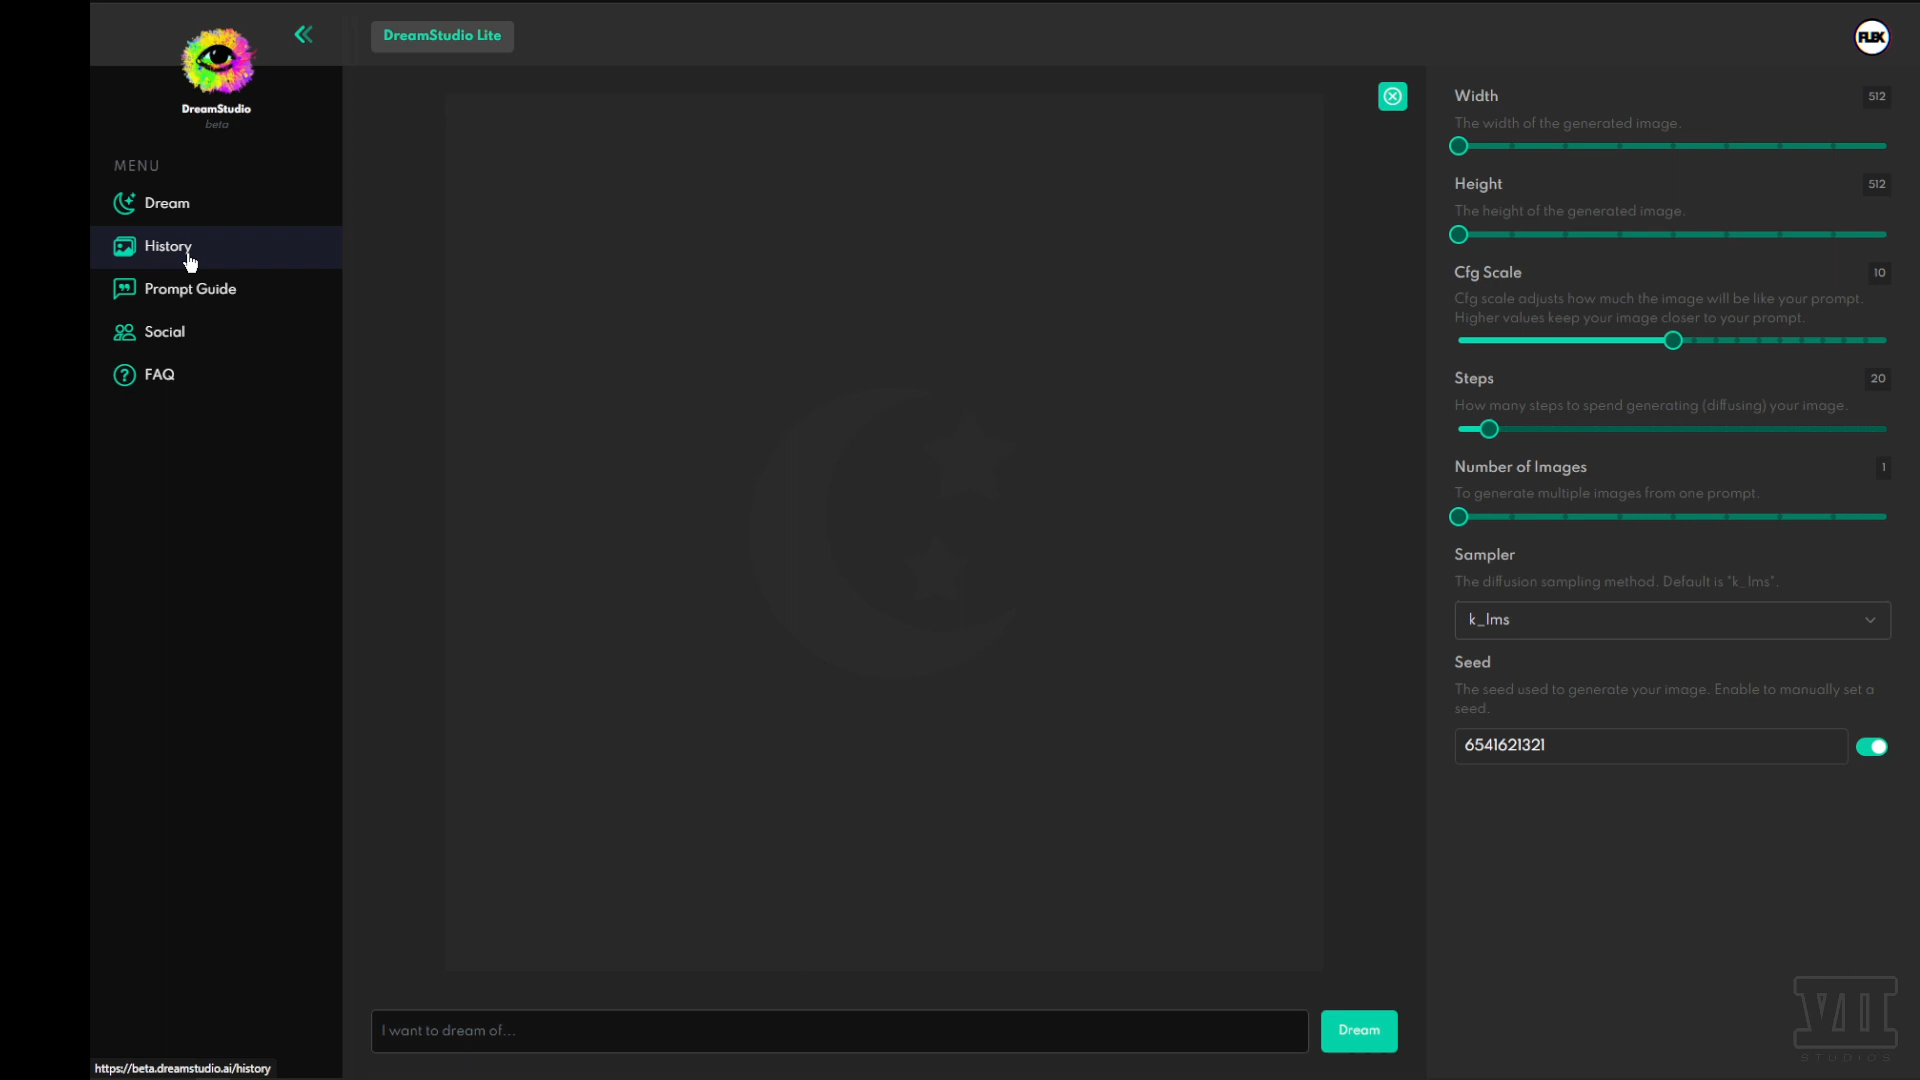 DreamStudio
beta
MENU
Dream
History
Prompt Guide
Social
FAQ
https://beta.dreamstudio.ai/history
DreamStudio Lite
I want to dream of...
Dream
FLEX
Width
512
The width of the generated image.
Height
512
The height of the generated image.
Cfg Scale
10
Cfg scale adjusts how much the image will be like your prompt.
Higher values keep your image closer to your prompt.
Steps
20
How many steps to spend generating (diffusing) your image.
Number of Images
1
To generate multiple images from one prompt.
Sampler
The diffusion sampling method. Default is "k_lms".
k_lms
Seed
The seed used to generate your image. Enable to manually set a
seed.
6541621321
VII
STUDIOS